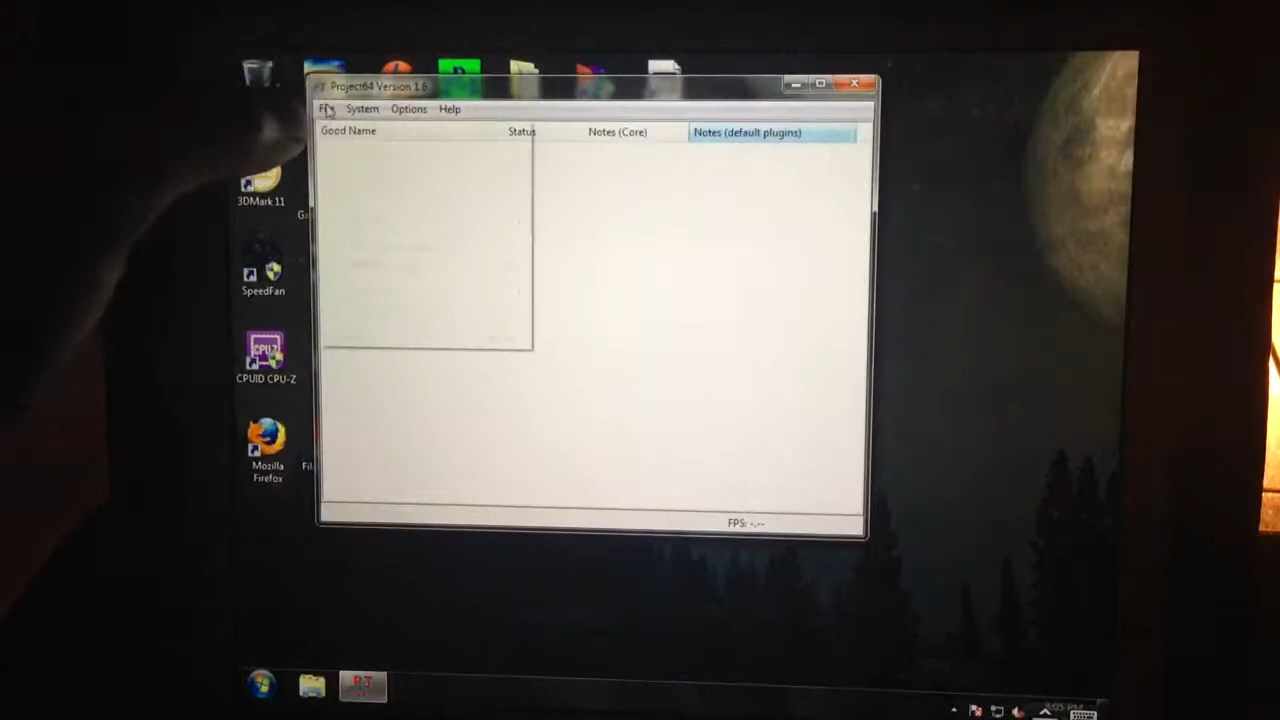 Project64 Version 1.6
System Options Help
Good Name Status Notes (Core) Notes (default plugins)
3DMark 11
SpeedFan
CPU-Z
CPUID CPU-Z
Mozilla
Firefox
FPS: -.--